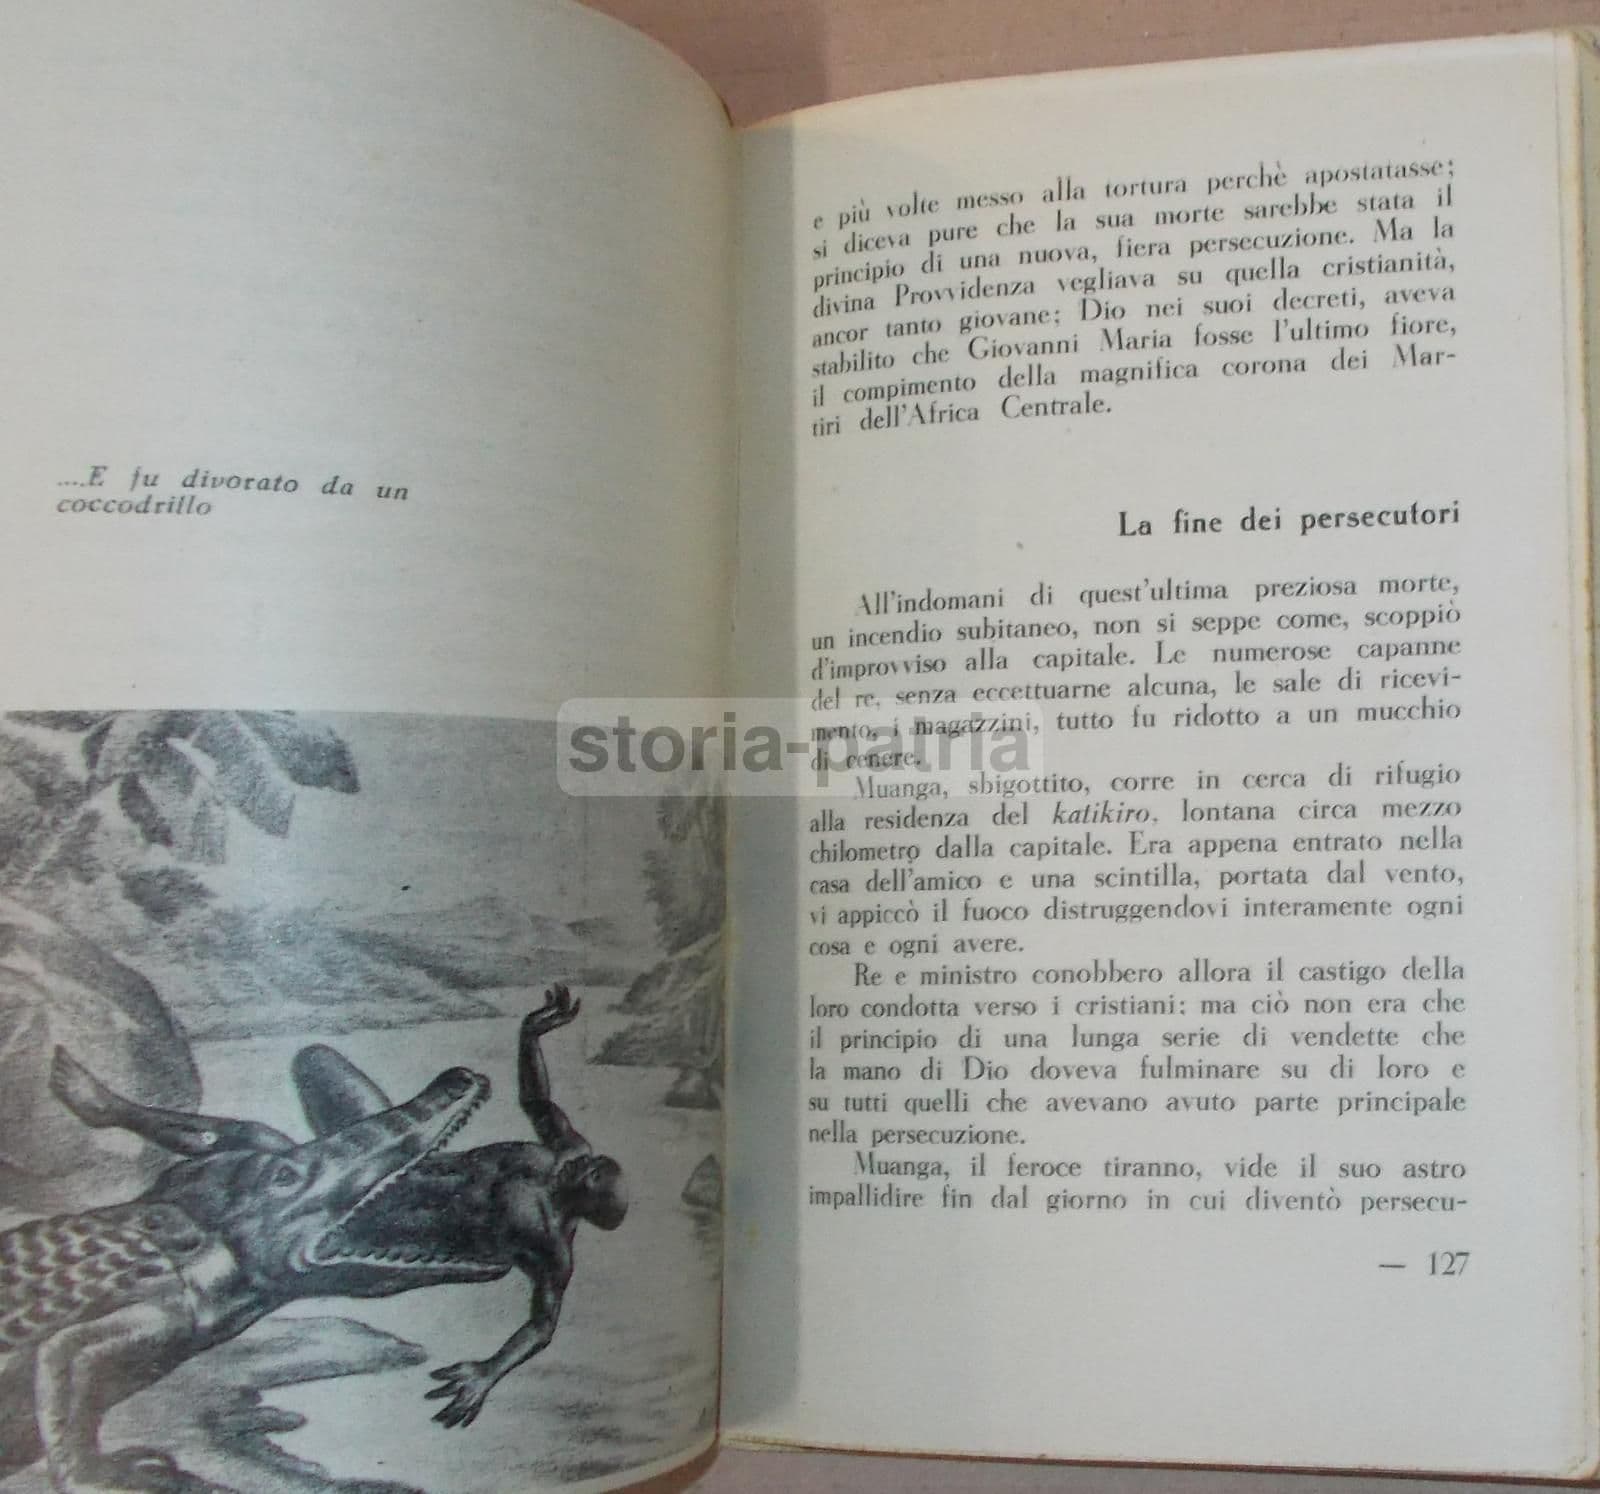 ....E fu divorato da un
coccodrillo
e più volte messo alla tortura perchè apostatasse;
si diceva pure che la sua morte sarebbe stata il
principio di una nuova, fiera persecuzione. Ma la
divina Provvidenza vegliava su quella cristianità,
ancor tanto giovane; Dio nei suoi decreti, aveva
stabilito che Giovanni Maria fosse l'ultimo fiore,
il compimento della magnifica corona dei Mar-
tiri dell'Africa Centrale.
La fine dei persecutori
All'indomani di quest'ultima preziosa morte,
un incendio subitaneo, non si seppe come, scoppiò
d'improvviso alla capitale. Le numerose capanne
del re, senza eccettuarne alcuna, le sale di ricevi-
mento, i magazzini, tutto fu ridotto a un mucchio
di cenere.
storia-patria
Muanga, sbigottito, corre in cerca di rifugio
alla residenza del katikiro, lontana circa mezzo
chilometro dalla capitale. Era appena entrato nella
casa dell'amico e una scintilla, portata dal vento,
vi appiccò il fuoco distruggendovi interamente ogni
cosa e ogni avere.
Re e ministro conobbero allora il castigo della
loro condotta verso i cristiani; ma ciò non era che
il principio di una lunga serie di vendette che
la mano di Dio doveva fulminare su di loro e
su tutti quelli che avevano avuto parte principale
nella persecuzione.
Muanga, il feroce tiranno, vide il suo astro
impallidire fin dal giorno in cui diventò persecu-
— 127